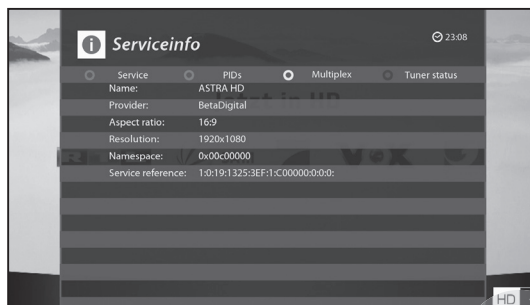 i Serviceinfo 23:08
Service PIDs Multiplex Tuner status
Name: ASTRA HD
Provider: BetaDigital
Aspect ratio: 16:9
Resolution: 1920x1080
Namespace: 0x00c00000
Service reference: 1:0:19:1325:3EF:1:C00000:0:0:0:
HD